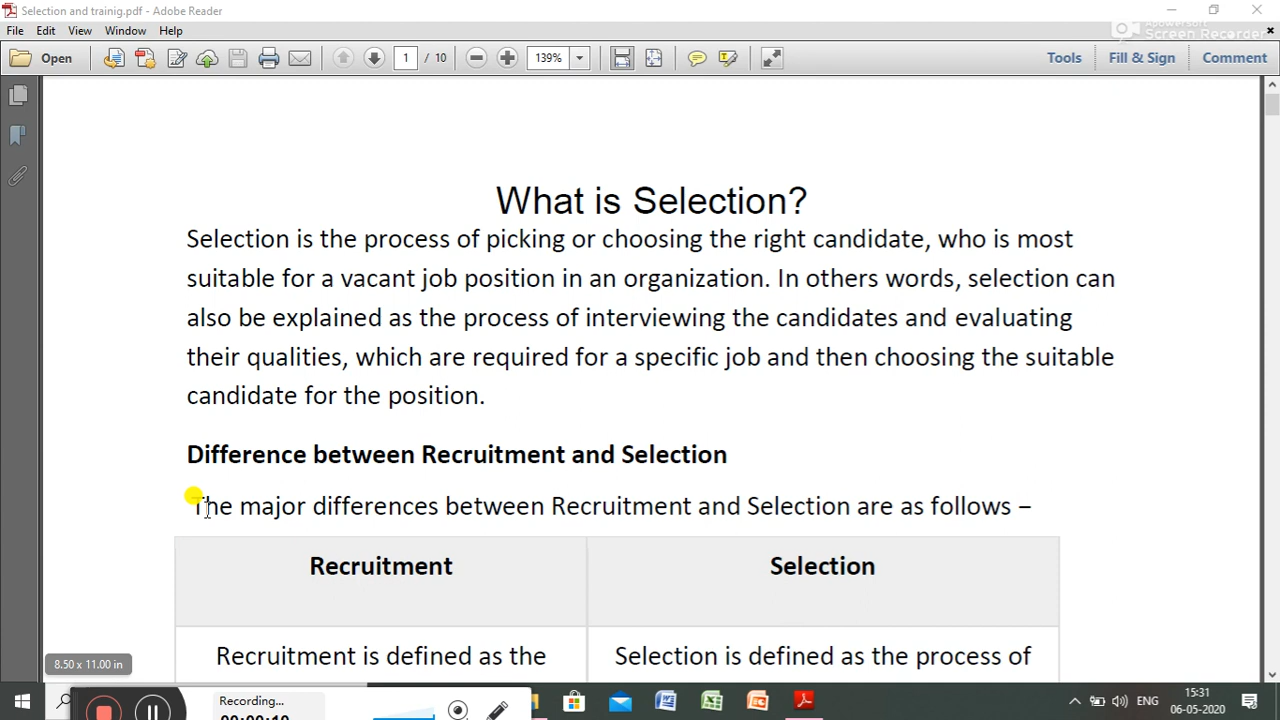 Selection and trainig.pdf - Adobe Reader
File Edit View Window Help
Apowersoft
Screen Recorder
Open 1 / 10 139% Tools Fill & Sign Comment
What is Selection?
Selection is the process of picking or choosing the right candidate, who is most
suitable for a vacant job position in an organization. In others words, selection can
also be explained as the process of interviewing the candidates and evaluating
their qualities, which are required for a specific job and then choosing the suitable
candidate for the position.
Difference between Recruitment and Selection
The major differences between Recruitment and Selection are as follows –
Recruitment Selection
Recruitment is defined as the Selection is defined as the process of
8.50 x 11.00 in
Recording...
00:00:10
ENG
15:31
06-05-2020